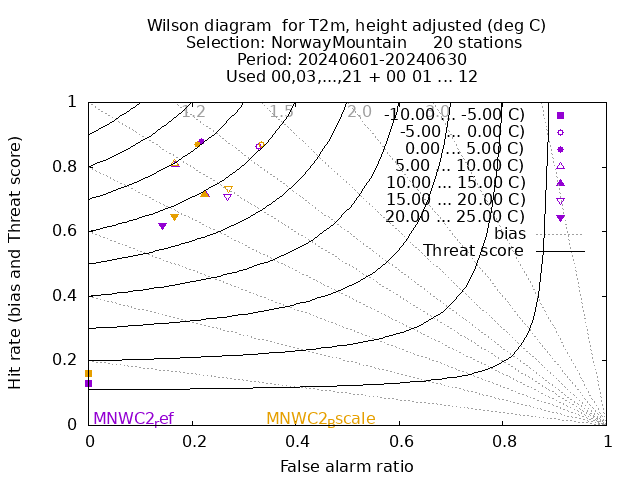 Wilson diagram  for T2m, height adjusted (deg C)
Selection: NorwayMountain     20 stations
Period: 20240601-20240630
Used 00,03,...,21 + 00 01 ... 12
1
1.2
1.5
2.0
3.0
-10.00 ... -5.00 C)
-5.00 ... 0.00 C)
0.00 ... 5.00 C)
5.00 ... 10.00 C)
10.00 ... 15.00 C)
15.00 ... 20.00 C)
20.00 ... 25.00 C)
bias
Threat score
0.8
0.6
0.4
0.2
0
Hit rate (bias and Threat score)
MNWC2ref
MNWC2Bscale
0 0.2 0.4 0.6 0.8 1
False alarm ratio